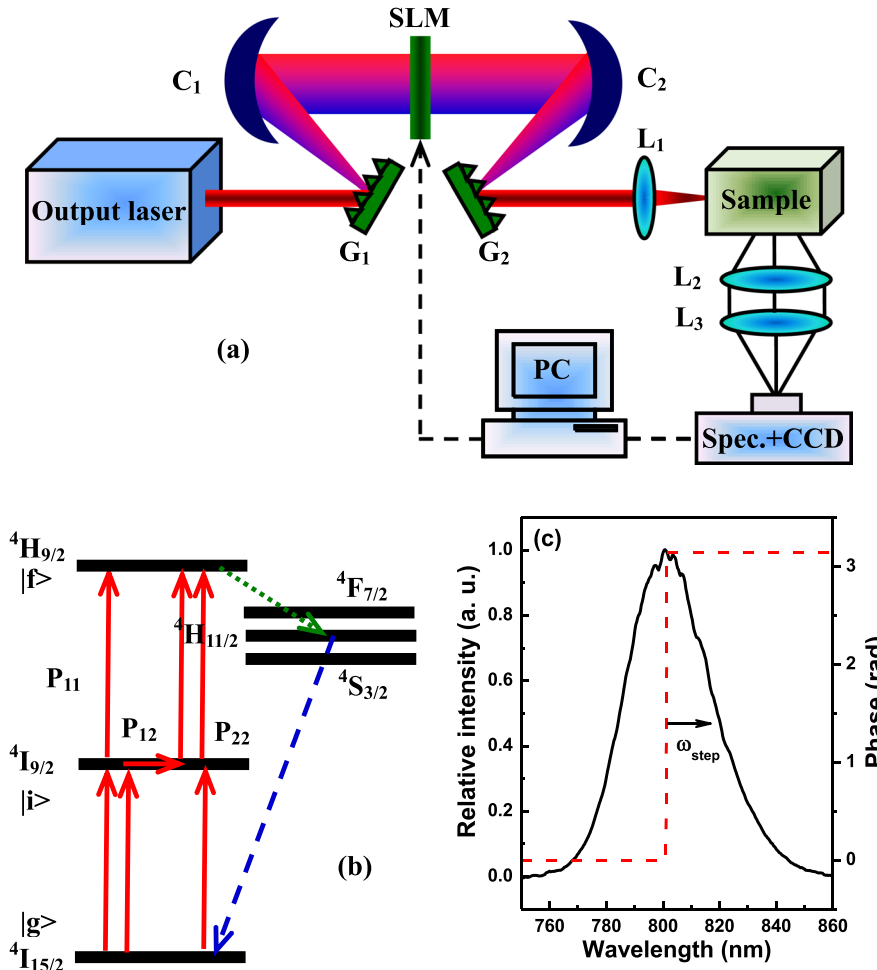 SLM
C₁
C₂
L₁
Output laser
Sample
G₁
G₂
L₂
L₃
(a)
PC
Spec.+CCD
⁴H₉/₂
|f>
⁴F₇/₂
⁴H₁₁/₂
⁴S₃/₂
P₁₁
P₁₂
P₂₂
⁴I₉/₂
|i>
(b)
|g>
⁴I₁₅/₂
(c)
Relative intensity (a. u.)
1.0
0.8
0.6
0.4
0.2
0.0
ω_step
3
2
1
0
Phase (rad)
760 780 800 820 840 860
Wavelength (nm)